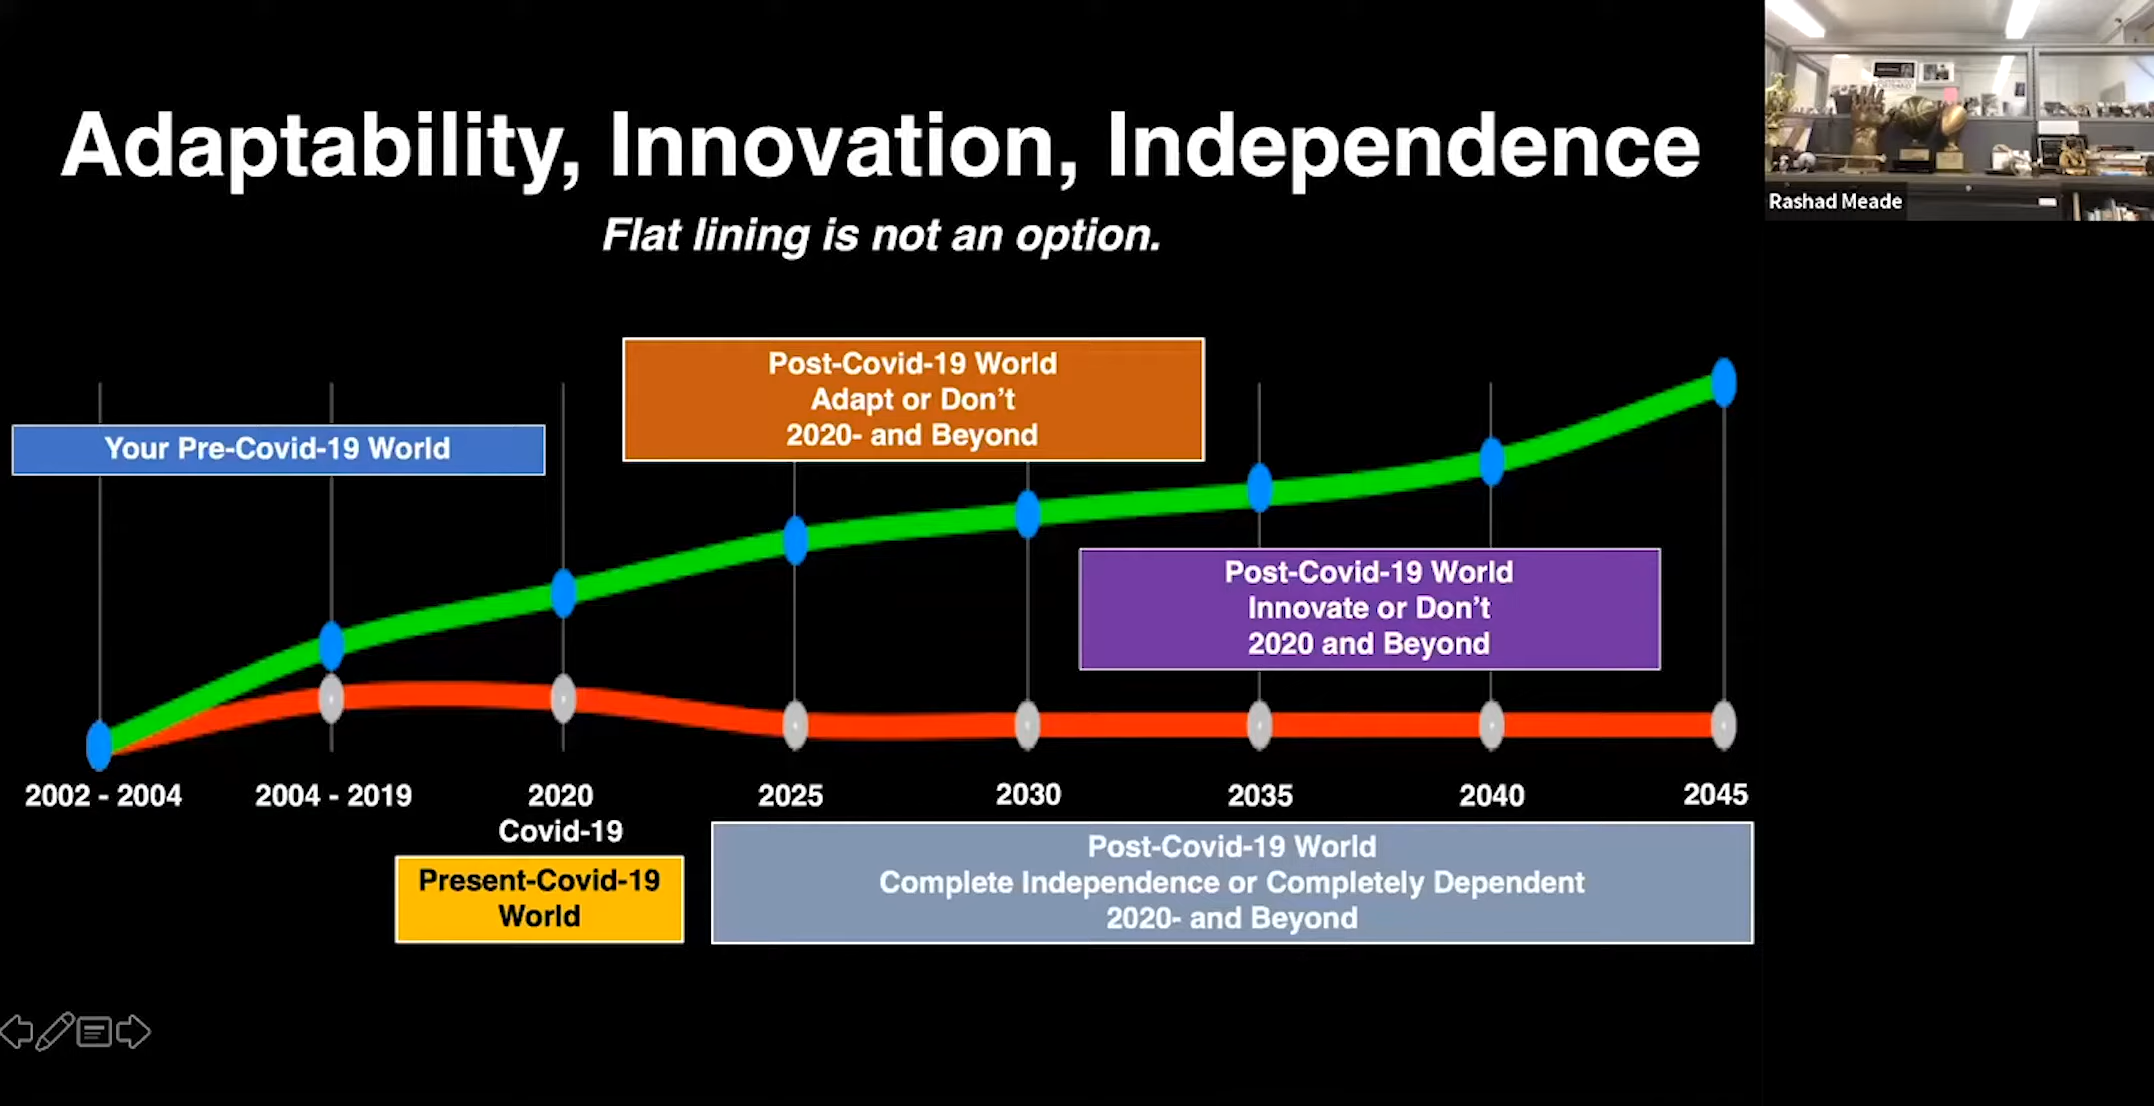 Adaptability, Innovation, Independence
Flat lining is not an option.
Rashad Meade
Post-Covid-19 World
Adapt or Don’t
2020- and Beyond
Your Pre-Covid-19 World
Post-Covid-19 World
Innovate or Don’t
2020 and Beyond
2002 - 2004
2004 - 2019
2020
Covid-19
2025
2030
2035
2040
2045
Present-Covid-19
World
Post-Covid-19 World
Complete Independence or Completely Dependent
2020- and Beyond